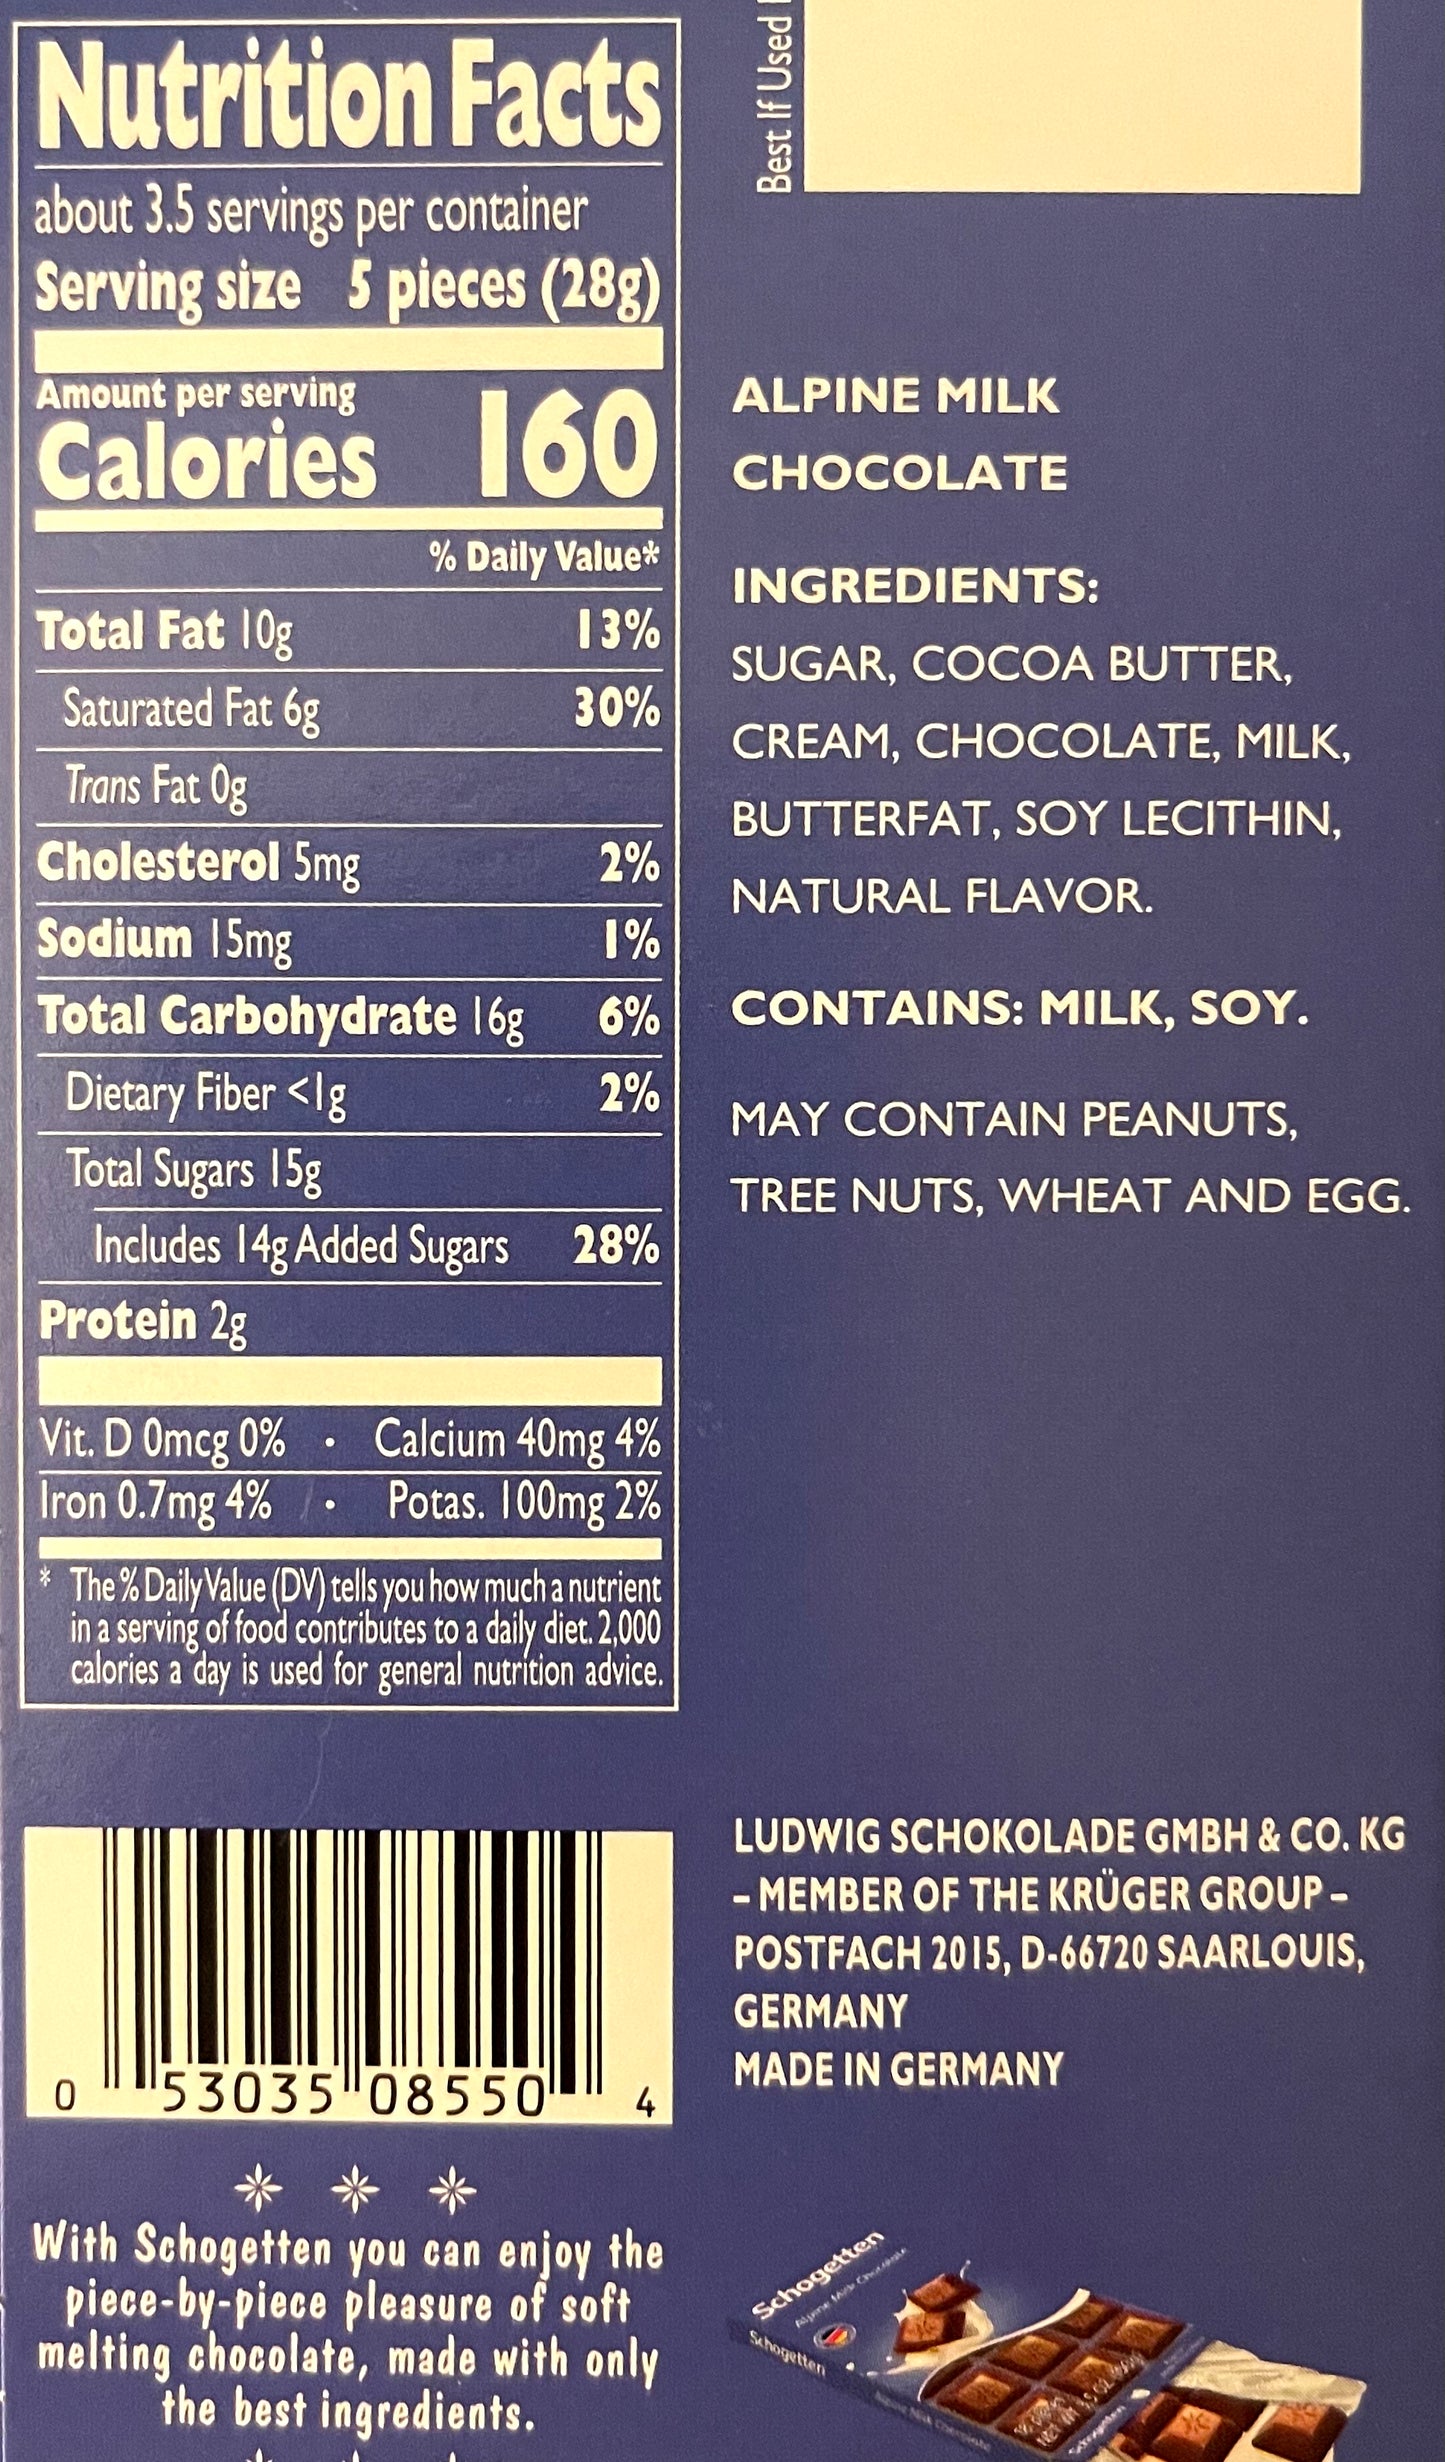 Nutrition Facts
about 3.5 servings per container
Serving size 5 pieces (28g)
Amount per serving
Calories 160
% Daily Value*
Total Fat 10g 13%
Saturated Fat 6g 30%
Trans Fat 0g
Cholesterol 5mg 2%
Sodium 15mg 1%
Total Carbohydrate 16g 6%
Dietary Fiber <1g 2%
Total Sugars 15g
Includes 14g Added Sugars 28%
Protein 2g
Vit. D 0mcg 0% • Calcium 40mg 4%
Iron 0.7mg 4% • Potas. 100mg 2%
* The % Daily Value (DV) tells you how much a nutrient
in a serving of food contributes to a daily diet. 2,000
calories a day is used for general nutrition advice.
0 53035 08550 4
With Schogetten you can enjoy the
piece-by-piece pleasure of soft
melting chocolate, made with only
the best ingredients.
Best If Used
ALPINE MILK
CHOCOLATE
INGREDIENTS:
SUGAR, COCOA BUTTER,
CREAM, CHOCOLATE, MILK,
BUTTERFAT, SOY LECITHIN,
NATURAL FLAVOR.
CONTAINS: MILK, SOY.
MAY CONTAIN PEANUTS,
TREE NUTS, WHEAT AND EGG.
LUDWIG SCHOKOLADE GMBH & CO. KG
– MEMBER OF THE KRÜGER GROUP –
POSTFACH 2015, D-66720 SAARLOUIS,
GERMANY
MADE IN GERMANY
Schogetten
Alpine Milk Chocolate
Schogetten
Schogetten